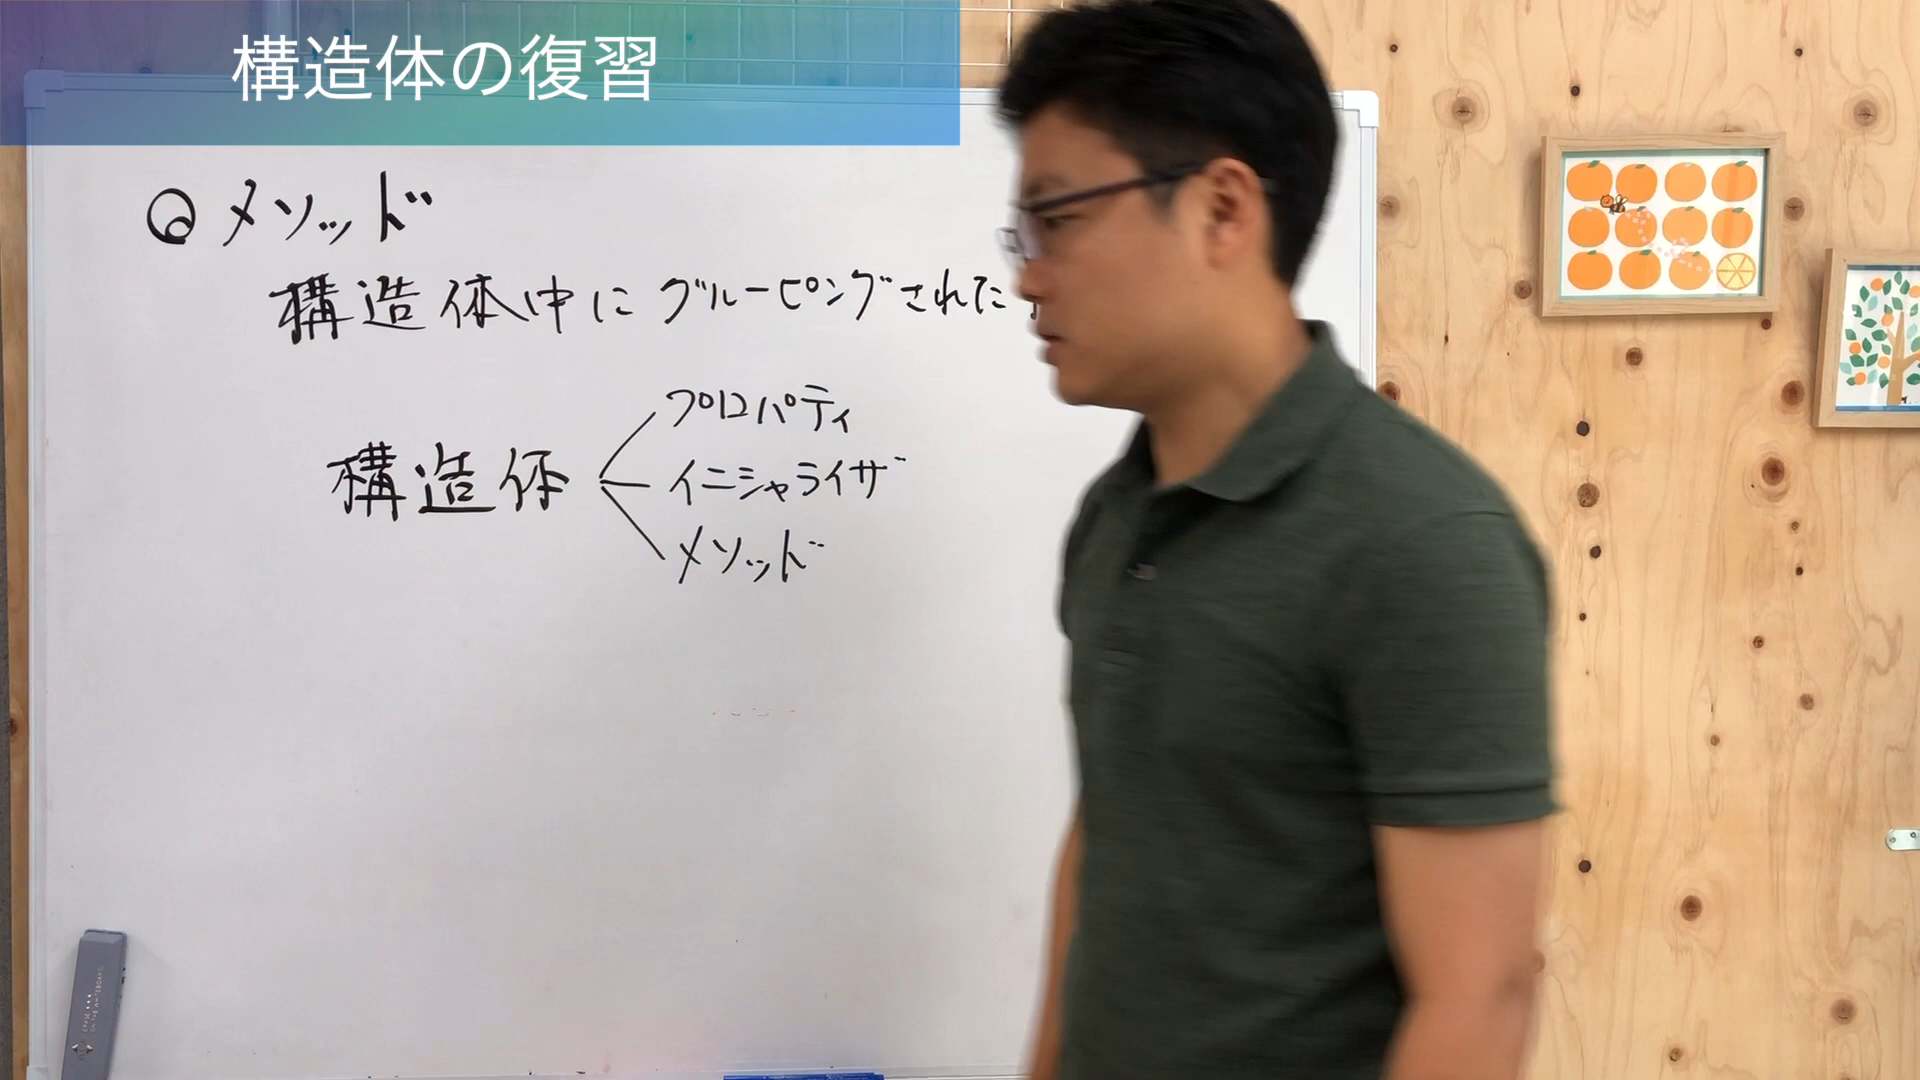 構造体の復習
メソッド
構造体中にグルーピングされた
構造体
プロパティ
イニシャライザ
メソッド